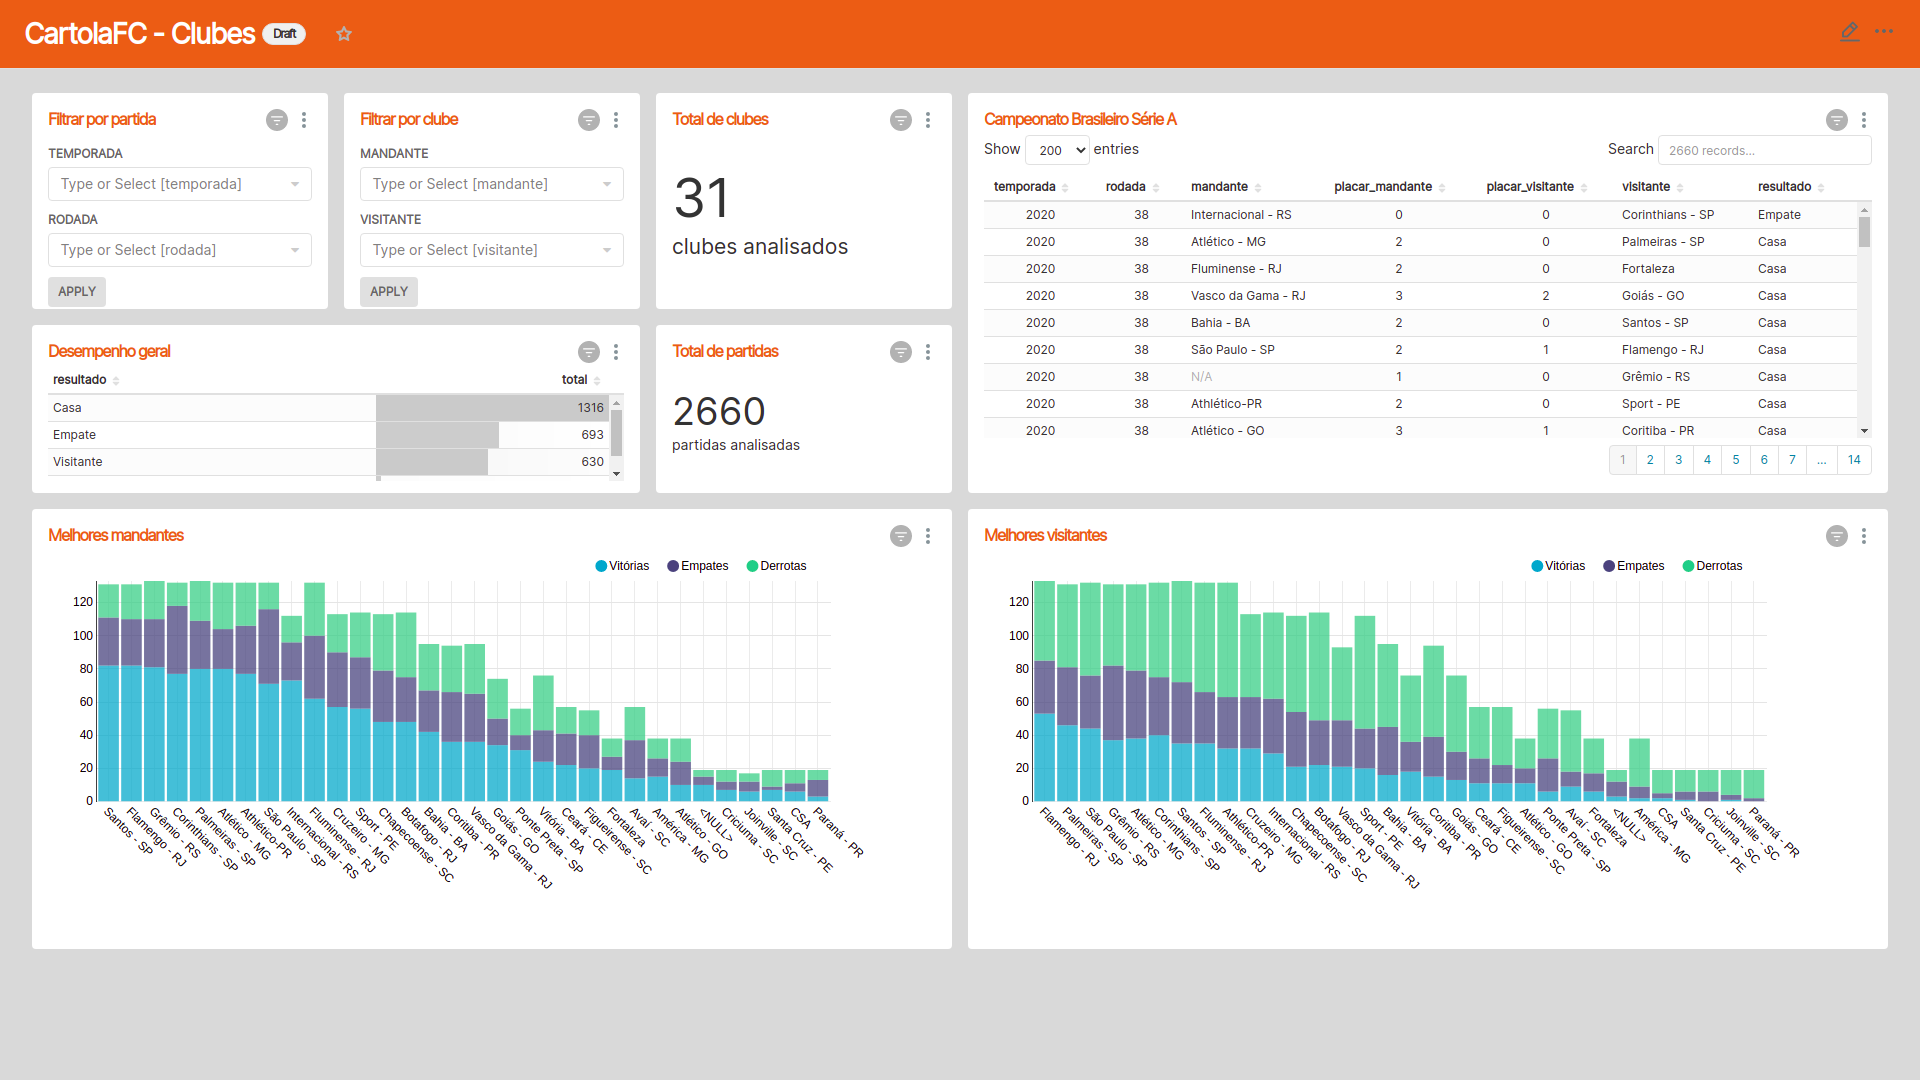 CartolaFC - Clubes Draft
Filtrar por partida
TEMPORADA
Type or Select [temporada]
RODADA
Type or Select [rodada]
APPLY
Filtrar por clube
MANDANTE
Type or Select [mandante]
VISITANTE
Type or Select [visitante]
APPLY
Total de clubes
31
clubes analisados
Campeonato Brasileiro Série A
Show 200 entries Search 2660 records...
temporada rodada mandante placar_mandante placar_visitante visitante resultado
2020 38 Internacional - RS 0 0 Corinthians - SP Empate
2020 38 Atlético - MG 2 0 Palmeiras - SP Casa
2020 38 Fluminense - RJ 2 0 Fortaleza Casa
2020 38 Vasco da Gama - RJ 3 2 Goiás - GO Casa
2020 38 Bahia - BA 2 0 Santos - SP Casa
2020 38 São Paulo - SP 2 1 Flamengo - RJ Casa
2020 38 N/A 1 0 Grêmio - RS Casa
2020 38 Athlético-PR 2 0 Sport - PE Casa
2020 38 Atlético - GO 3 1 Coritiba - PR Casa
1 2 3 4 5 6 7 ... 14
Desempenho geral
resultado total
Casa 1316
Empate 693
Visitante 630
Total de partidas
2660
partidas analisadas
Melhores mandantes
Vitórias Empates Derrotas
120
100
80
60
40
20
0
Santos - SP
Flamengo - RJ
Grêmio - RS
Corinthians - SP
Palmeiras - SP
Atlético - MG
Athlético-PR
São Paulo - SP
Internacional - RS
Fluminense - RJ
Cruzeiro - MG
Sport - PE
Chapecoense - SC
Botafogo - RJ
Bahia - BA
Coritiba - PR
Vasco da Gama - RJ
Goiás - GO
Ponte Preta - SP
Vitória - BA
Ceará - CE
Figueirense - SC
Fortaleza
Avaí - SC
América - MG
Atlético - GO
<NULL>
Criciuma - SC
Joinville - SC
Santa Cruz - PE
CSA
Paraná - PR
Melhores visitantes
Vitórias Empates Derrotas
120
100
80
60
40
20
0
Flamengo - RJ
Palmeiras - SP
São Paulo - SP
Grêmio - RS
Atlético - MG
Corinthians - SP
Santos - SP
Fluminense - RJ
Athlético-PR
Cruzeiro - MG
Internacional - RS
Chapecoense - SC
Botafogo - RJ
Vasco da Gama - RJ
Sport - PE
Bahia - BA
Vitória - BA
Coritiba - PR
Goiás - GO
Ceará - CE
Figueirense - SC
Atlético - GO
Ponte Preta - SP
Avaí - SC
Fortaleza
<NULL>
América - MG
CSA
Santa Cruz - PE
Criciuma - SC
Joinville - SC
Paraná - PR